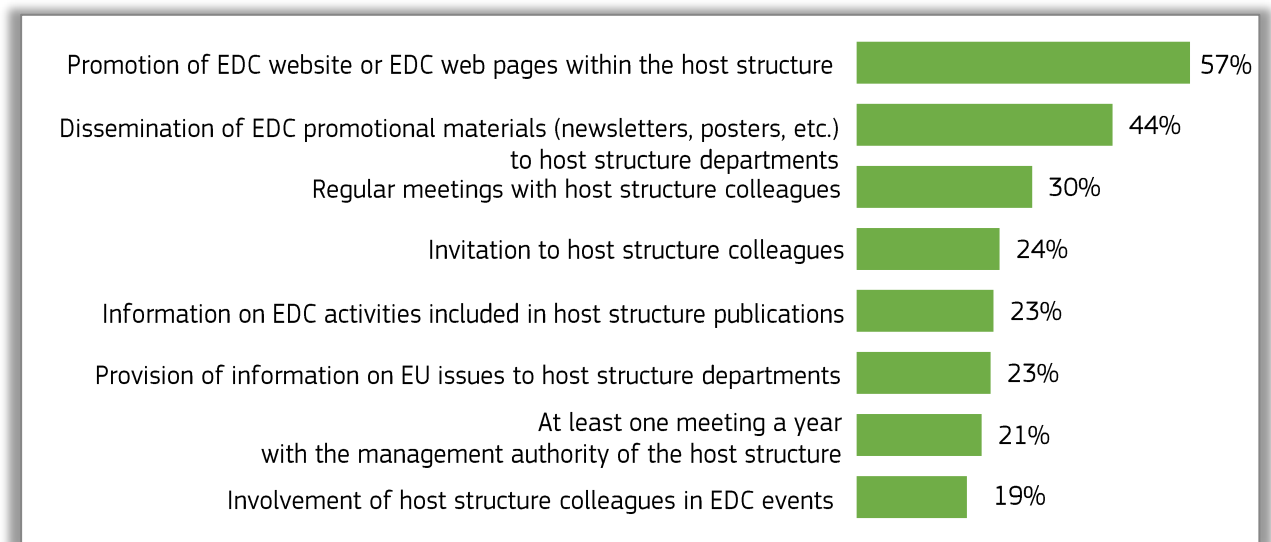 Promotion of EDC website or EDC web pages within the host structure 57%
Dissemination of EDC promotional materials (newsletters, posters, etc.) 44%
to host structure departments
Regular meetings with host structure colleagues 30%
Invitation to host structure colleagues 24%
Information on EDC activities included in host structure publications 23%
Provision of information on EU issues to host structure departments 23%
At least one meeting a year
with the management authority of the host structure 21%
Involvement of host structure colleagues in EDC events 19%